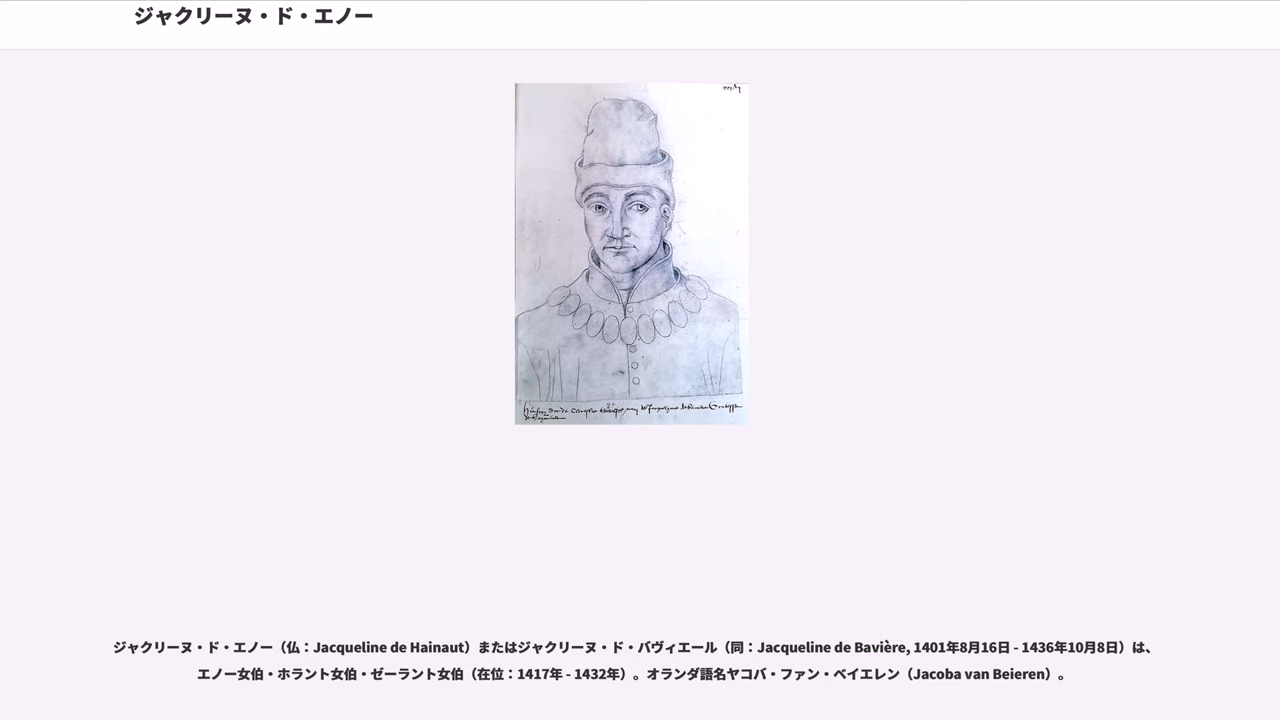 ジャクリーヌ・ド・エノー
ジャクリーヌ・ド・エノー（仏：Jacqueline de Hainaut）またはジャクリーヌ・ド・バヴィエール（同：Jacqueline de Bavière, 1401年8月16日 - 1436年10月8日）は、
エノー女伯・ホラント女伯・ゼーラント女伯（在位：1417年 - 1432年）。オランダ語名ヤコバ・ファン・ベイエレン（Jacoba van Beieren）。